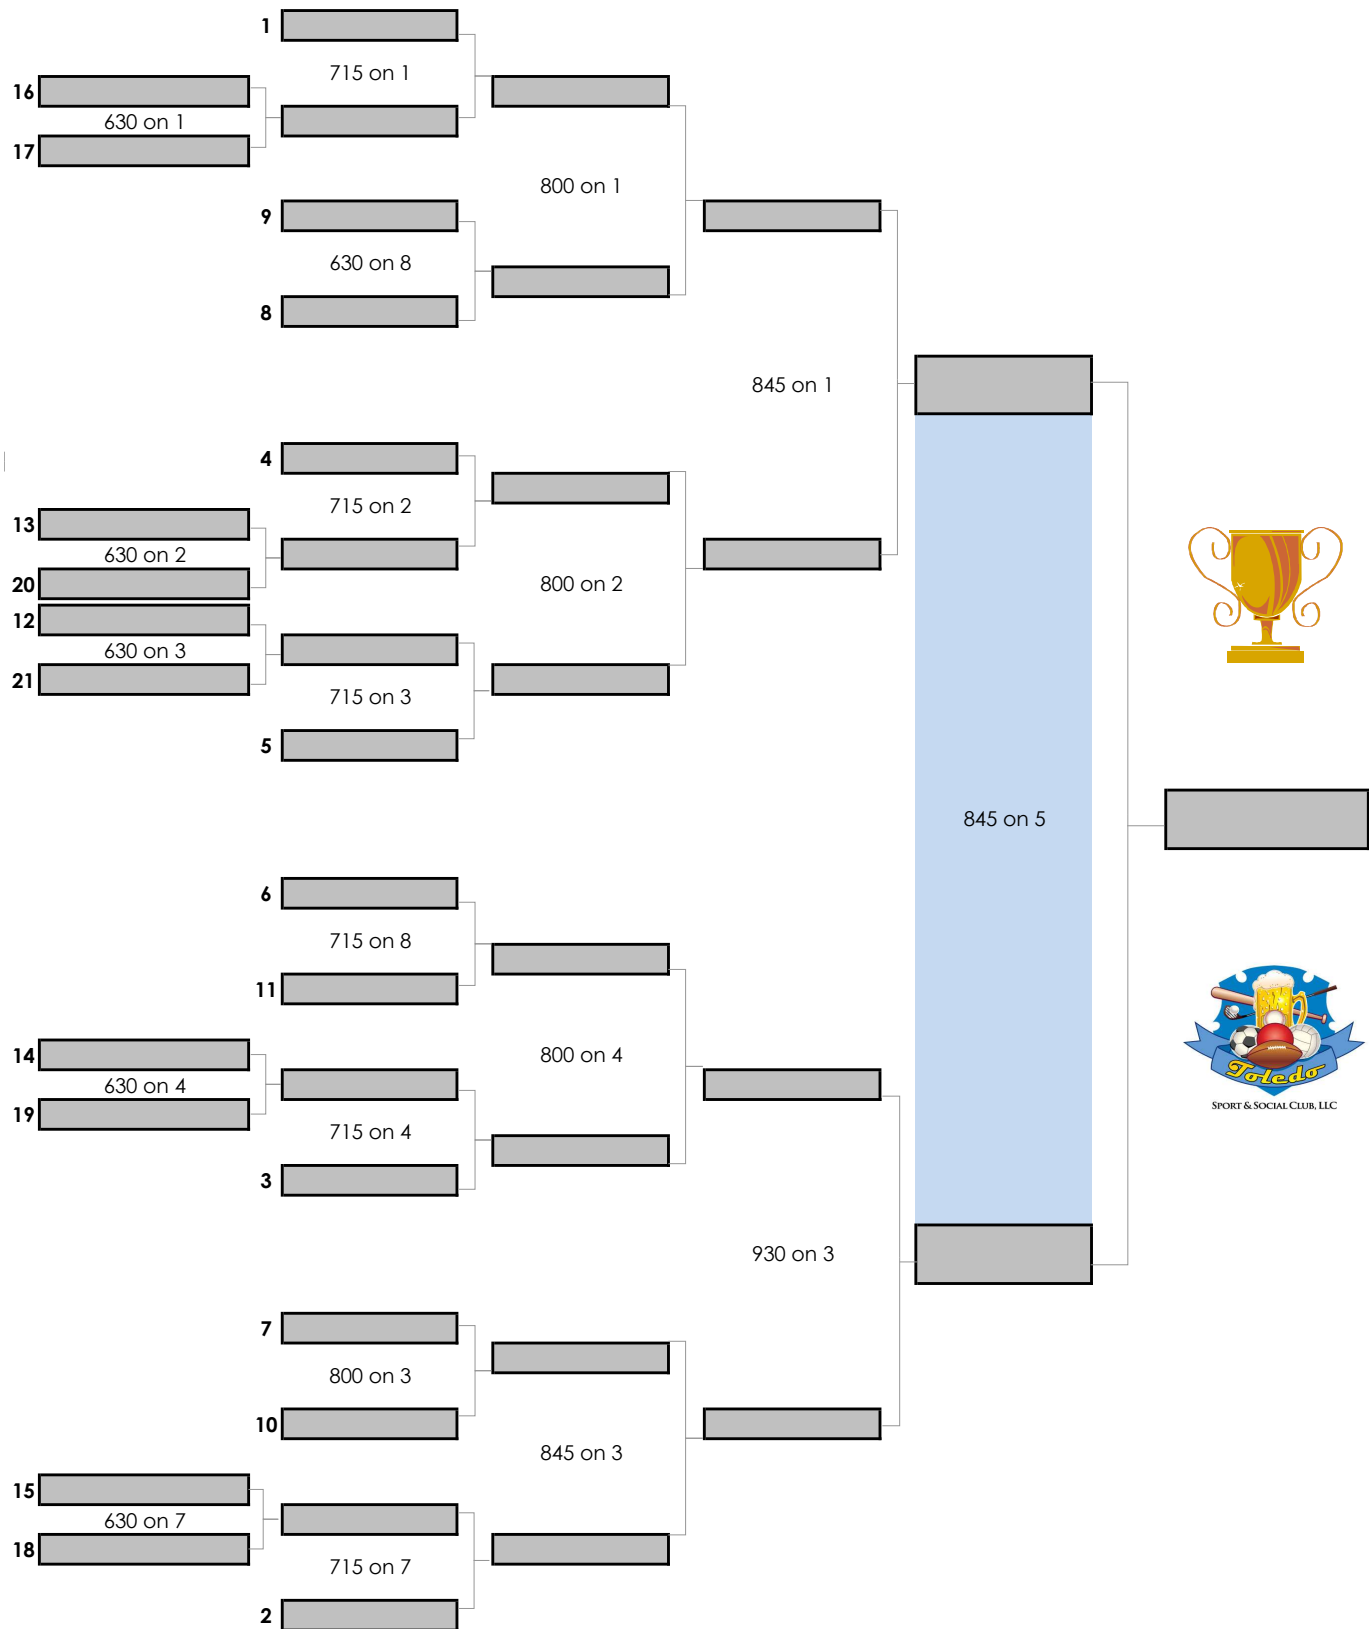 1
715 on 1
16
630 on 1
17
800 on 1
9
630 on 8
8
845 on 1
4
715 on 2
13
630 on 2
20
800 on 2
12
630 on 3
21
715 on 3
5
845 on 5
6
715 on 8
11
800 on 4
14
630 on 4
19
715 on 4
3
930 on 3
7
800 on 3
10
845 on 3
15
630 on 7
18
715 on 7
2
Toledo
SPORT & SOCIAL CLUB, LLC